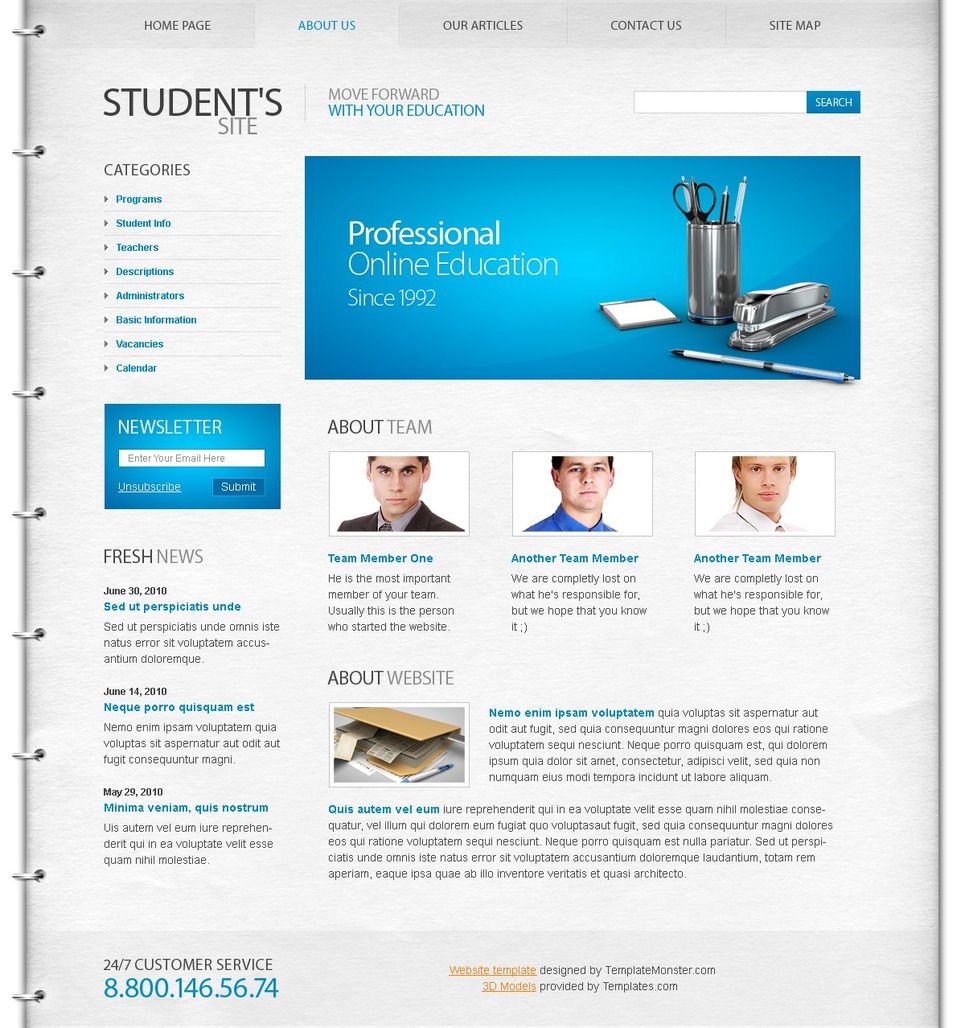 HOME PAGE
ABOUT US
OUR ARTICLES
CONTACT US
SITE MAP
STUDENT'S
SITE
MOVE FORWARD
WITH YOUR EDUCATION
SEARCH
CATEGORIES
Programs
Student Info
Teachers
Descriptions
Administrators
Basic Information
Vacancies
Calendar
Professional
Online Education
Since 1992
NEWSLETTER
Enter Your Email Here
Unsubscribe
Submit
FRESH NEWS
June 30, 2010
Sed ut perspiciatis unde
Sed ut perspiciatis unde omnis iste
natus error sit voluptatem accus-
antium doloremque.
June 14, 2010
Neque porro quisquam est
Nemo enim ipsam voluptatem quia
voluptas sit aspernatur aut odit aut
fugit consequuntur magni.
May 29, 2010
Minima veniam, quis nostrum
Uis autem vel eum iure reprehen-
derit qui in ea voluptate velit esse
quam nihil molestiae.
ABOUT TEAM
Team Member One
He is the most important
member of your team.
Usually this is the person
who started the website.
Another Team Member
We are completly lost on
what he's responsible for,
but we hope that you know
it ;)
Another Team Member
We are completly lost on
what he's responsible for,
but we hope that you know
it ;)
ABOUT WEBSITE
Nemo enim ipsam voluptatem quia voluptas sit aspernatur aut
odit aut fugit, sed quia consequuntur magni dolores eos qui ratione
voluptatem sequi nesciunt. Neque porro quisquam est, qui dolorem
ipsum quia dolor sit amet, consectetur, adipisci velit, sed quia non
numquam eius modi tempora incidunt ut labore aliquam.
Quis autem vel eum iure reprehenderit qui in ea voluptate velit esse quam nihil molestiae conse-
quatur, vel illum qui dolorem eum fugiat quo voluptasaut fugit, sed quia consequuntur magni dolores
eos qui ratione voluptatem sequi nesciunt. Neque porro quisquam est nulla pariatur. Sed ut perspi-
ciatis unde omnis iste natus error sit voluptatem accusantium doloremque laudantium, totam rem
aperiam, eaque ipsa quae ab illo inventore veritatis et quasi architecto.
24/7 CUSTOMER SERVICE
8.800.146.56.74
Website template designed by TemplateMonster.com
3D Models provided by Templates.com